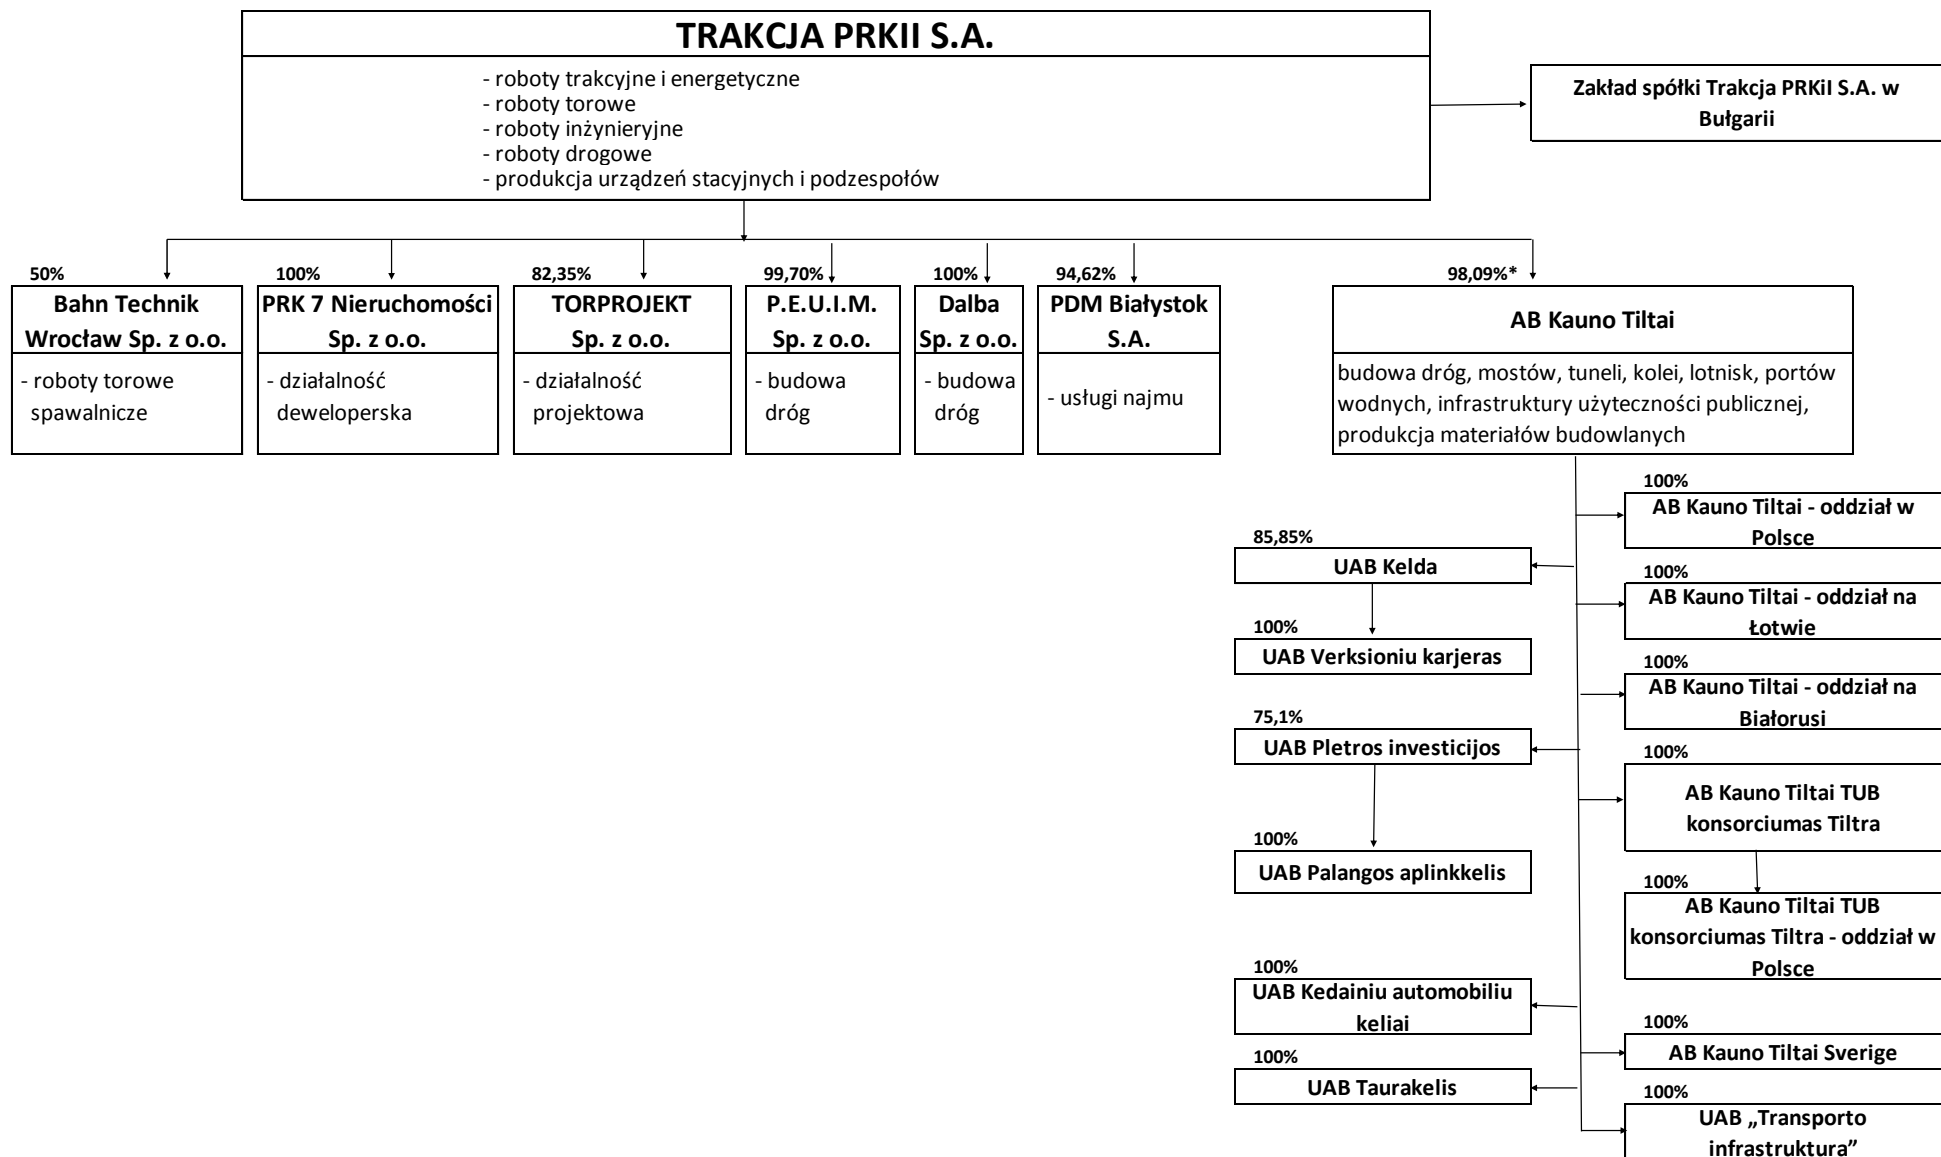 TRAKCJA PRKII S.A.
- roboty trakcyjne i energetyczne
- roboty torowe
- roboty inżynieryjne
- roboty drogowe
- produkcja urządzeń stacyjnych i podzespołów
Zakład spółki Trakcja PRKiI S.A. w
Bułgarii
50%
Bahn Technik
Wrocław Sp. z o.o.
- roboty torowe
spawalnicze
100%
PRK 7 Nieruchomości
Sp. z o.o.
- działalność
deweloperska
82,35%
TORPROJEKT
Sp. z o.o.
- działalność
projektowa
99,70%
P.E.U.I.M.
Sp. z o.o.
- budowa
dróg
100%
Dalba
Sp. z o.o.
- budowa
dróg
94,62%
PDM Białystok
S.A.
- usługi najmu
98,09%*
AB Kauno Tiltai
budowa dróg, mostów, tuneli, kolei, lotnisk, portów
wodnych, infrastruktury użyteczności publicznej,
produkcja materiałów budowlanych
85,85%
UAB Kelda
100%
UAB Verksioniu karjeras
75,1%
UAB Pletros investicijos
100%
UAB Palangos aplinkkelis
100%
UAB Kedainiu automobiliu
keliai
100%
UAB Taurakelis
100%
AB Kauno Tiltai - oddział w
Polsce
100%
AB Kauno Tiltai - oddział na
Łotwie
100%
AB Kauno Tiltai - oddział na
Białorusi
100%
AB Kauno Tiltai TUB
konsorciumas Tiltra
100%
AB Kauno Tiltai TUB
konsorciumas Tiltra - oddział w
Polsce
100%
AB Kauno Tiltai Sverige
100%
UAB „Transporto
infrastruktura”